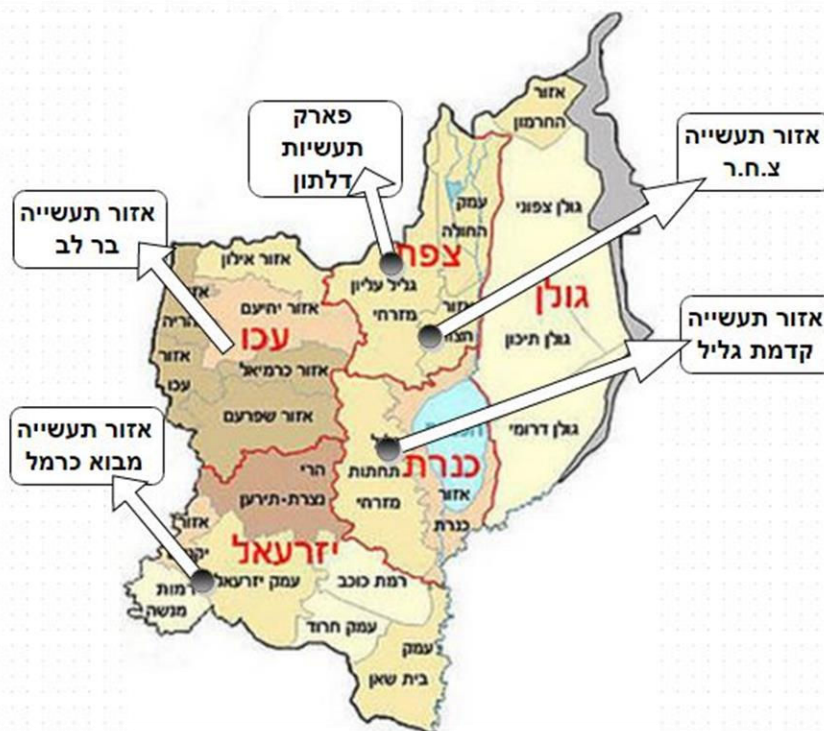 פארק
תעשיות
דלתון
אזור תעשייה
צ.ח.ר
אזור תעשייה
בר לב
אזור תעשייה
קדמת גליל
אזור תעשייה
מבוא כרמל
אזור
החרמון
גולן צפוני
עמק
החולה
צפת
גליל עליון
מזרחי
אזור
גולן
גולן תיכון
גולן דרומי
אזור אילון
אזור יחיעם
עכו
אזור
עכו
אזור כרמיאל
אזור שפרעם
תחתות
מזרחי
כנרת
אזור
כנרת
הרי
נצרת-תירען
יזרעאל
אזור
עמק יזרעאל
רמות
מנשה
רמת כוכב
עמק חרוד
עמק
בית שאן